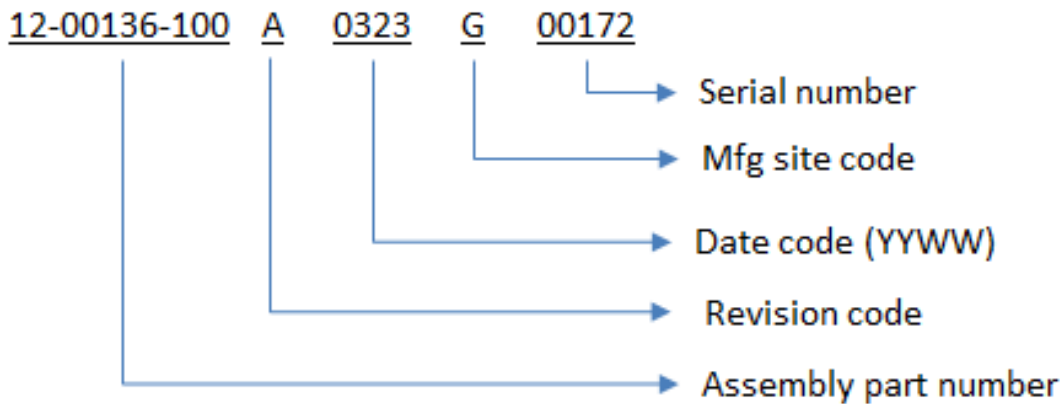 12-00136-100 A 0323 G 00172
Serial number
Mfg site code
Date code (YYWW)
Revision code
Assembly part number